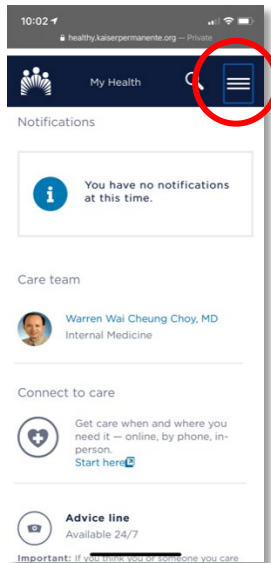 10:02
healthy.kaiserpermanente.org — Private
My Health
Notifications
You have no notifications
at this time.
Care team
Warren Wai Cheung Choy, MD
Internal Medicine
Connect to care
Get care when and where you
need it — online, by phone, in-
person.
Start here
Advice line
Available 24/7
Important: If you think you or someone you care